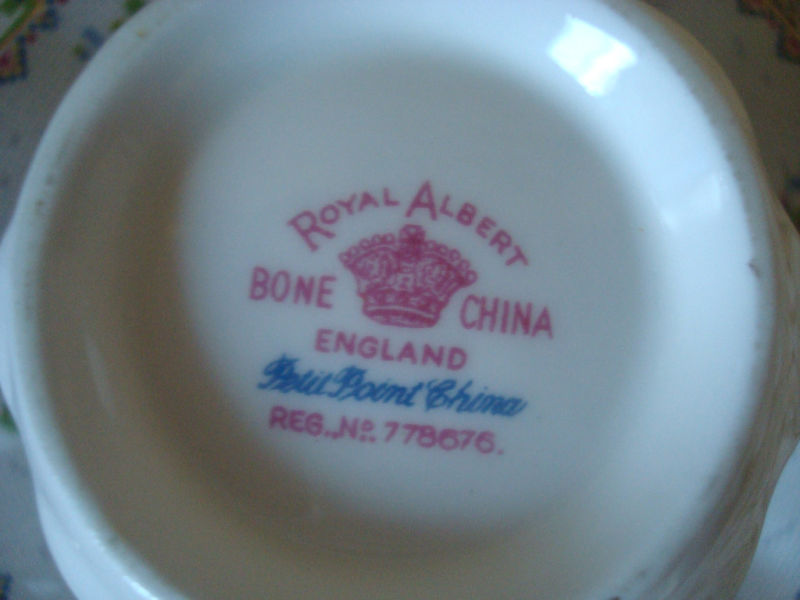 ROYAL ALBERT
BONE CHINA
ENGLAND
Petit Point China
REG., Nº. 778676.